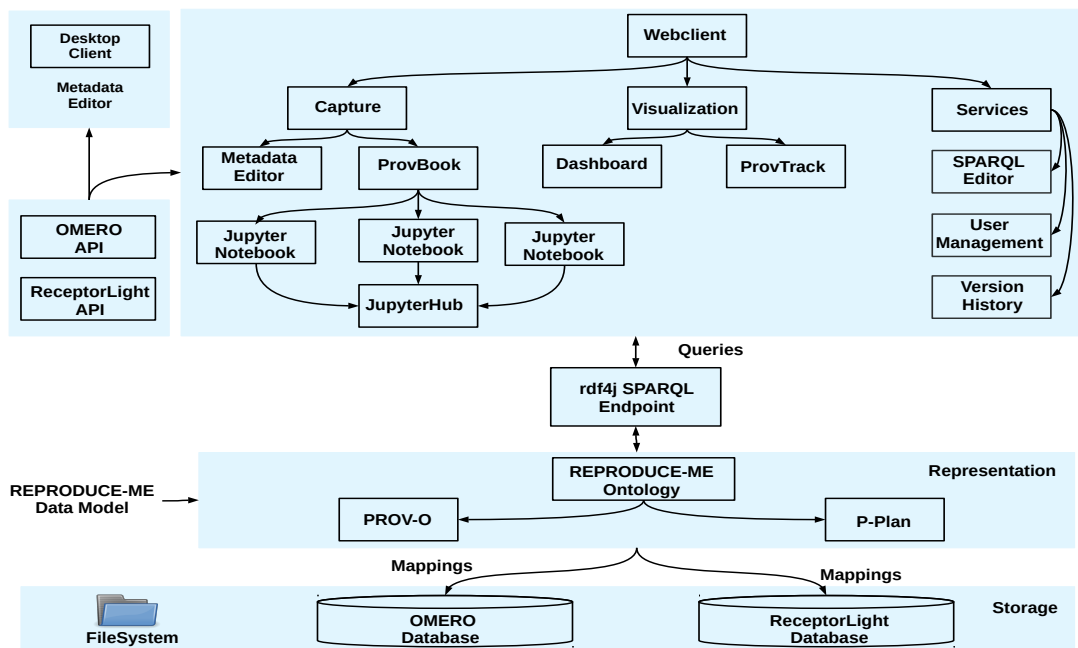 Desktop
Client
Metadata
Editor
OMERO
API
ReceptorLight
API
Webclient
Capture
Visualization
Services
Metadada
Editor
ProvBook
Dashboard
ProvTrack
SPARQL
Editor
Jupyter
Notebook
Jupyter
Notebook
Jupyter
Notebook
User
Management
JupyterHub
Version
History
Queries
rdf4j SPARQL
Endpoint
REPRODUCE-ME
Data Model
REPRODUCE-ME
Ontology
Representation
PROV-O
P-Plan
Mappings
Mappings
FileSystem
OMERO
Database
ReceptorLight
Database
Storage